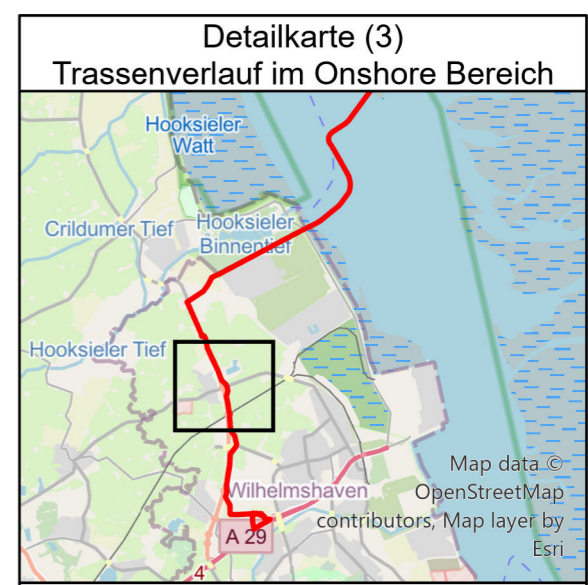 Detailkarte (3)
Trassenverlauf im Onshore Bereich
Hooksieler
Watt
Crildumer Tief
Hooksieler
Binnentief
Hooksieler Tief
Wilhelmshaven
A 29
4
Map data ©
OpenStreetMap
contributors, Map layer by
Esri